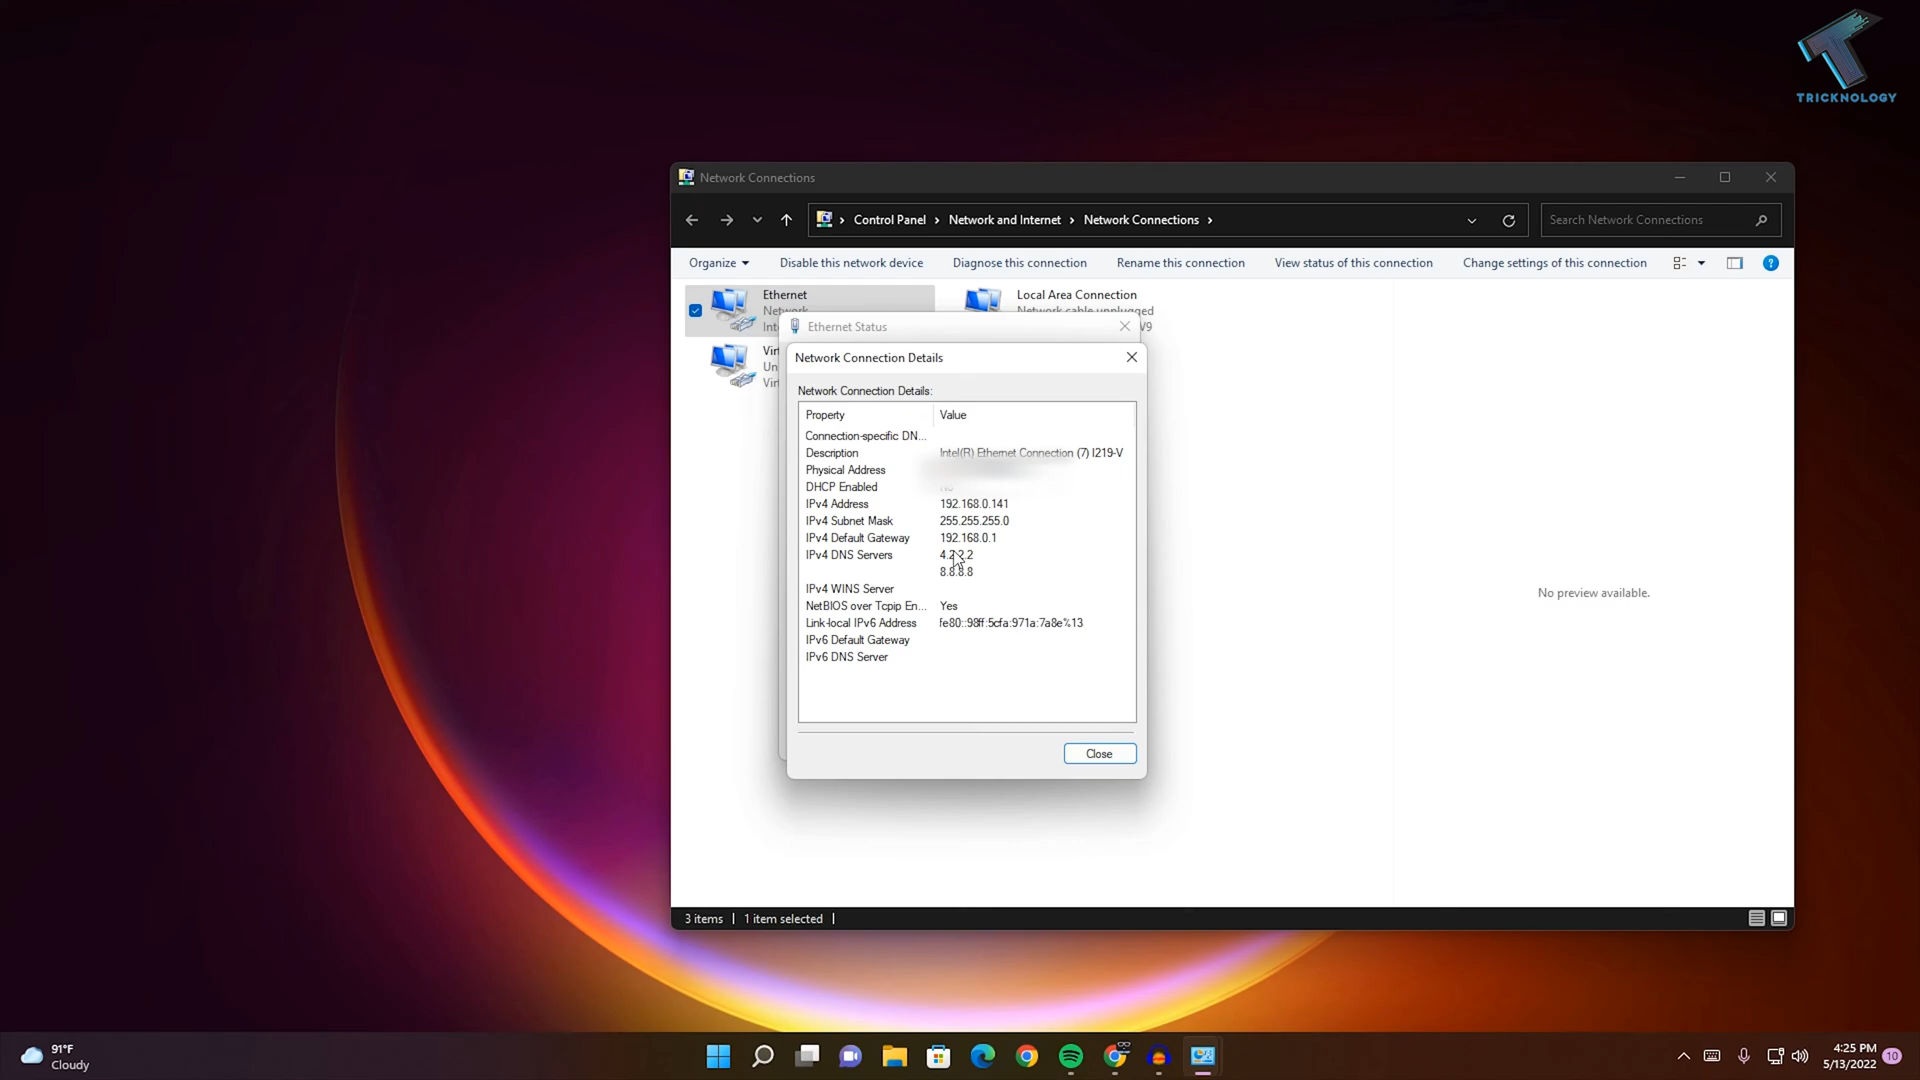 TRICKNOLOGY
Network Connections
Control Panel > Network and Internet > Network Connections >
Search Network Connections
Organize
Disable this network device
Diagnose this connection
Rename this connection
View status of this connection
Change settings of this connection
Ethernet
Network
Inte
Local Area Connection
Network cable unplugged
V9
Virt
Un
Virt
Ethernet Status
Network Connection Details
Network Connection Details:
Property Value
Connection-specific DN...
Description Intel(R) Ethernet Connection (7) I219-V
Physical Address
DHCP Enabled No
IPv4 Address 192.168.0.141
IPv4 Subnet Mask 255.255.255.0
IPv4 Default Gateway 192.168.0.1
IPv4 DNS Servers 4.2.2.2
8.8.8.8
IPv4 WINS Server
NetBIOS over Tcpip En... Yes
Link-local IPv6 Address fe80::98ff:5cfa:971a:7a8e%13
IPv6 Default Gateway
IPv6 DNS Server
Close
No preview available.
3 items | 1 item selected |
91°F
Cloudy
4:25 PM
5/13/2022
10